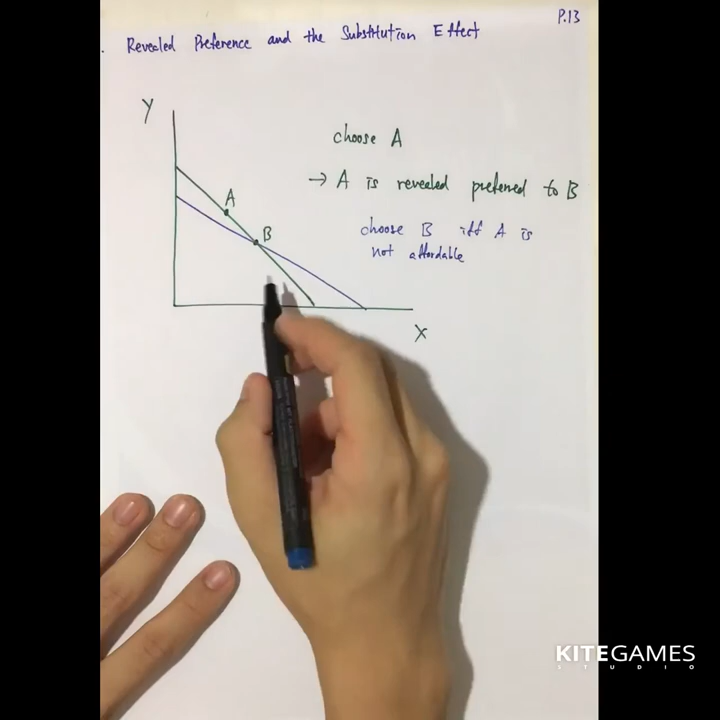 P.13
. Revealed Preference and the Substitution Effect
Y
choose A
→ A is revealed preferred to B
A
choose B iff A is
B
not affordable
X
KITEGAMES
STUDIO